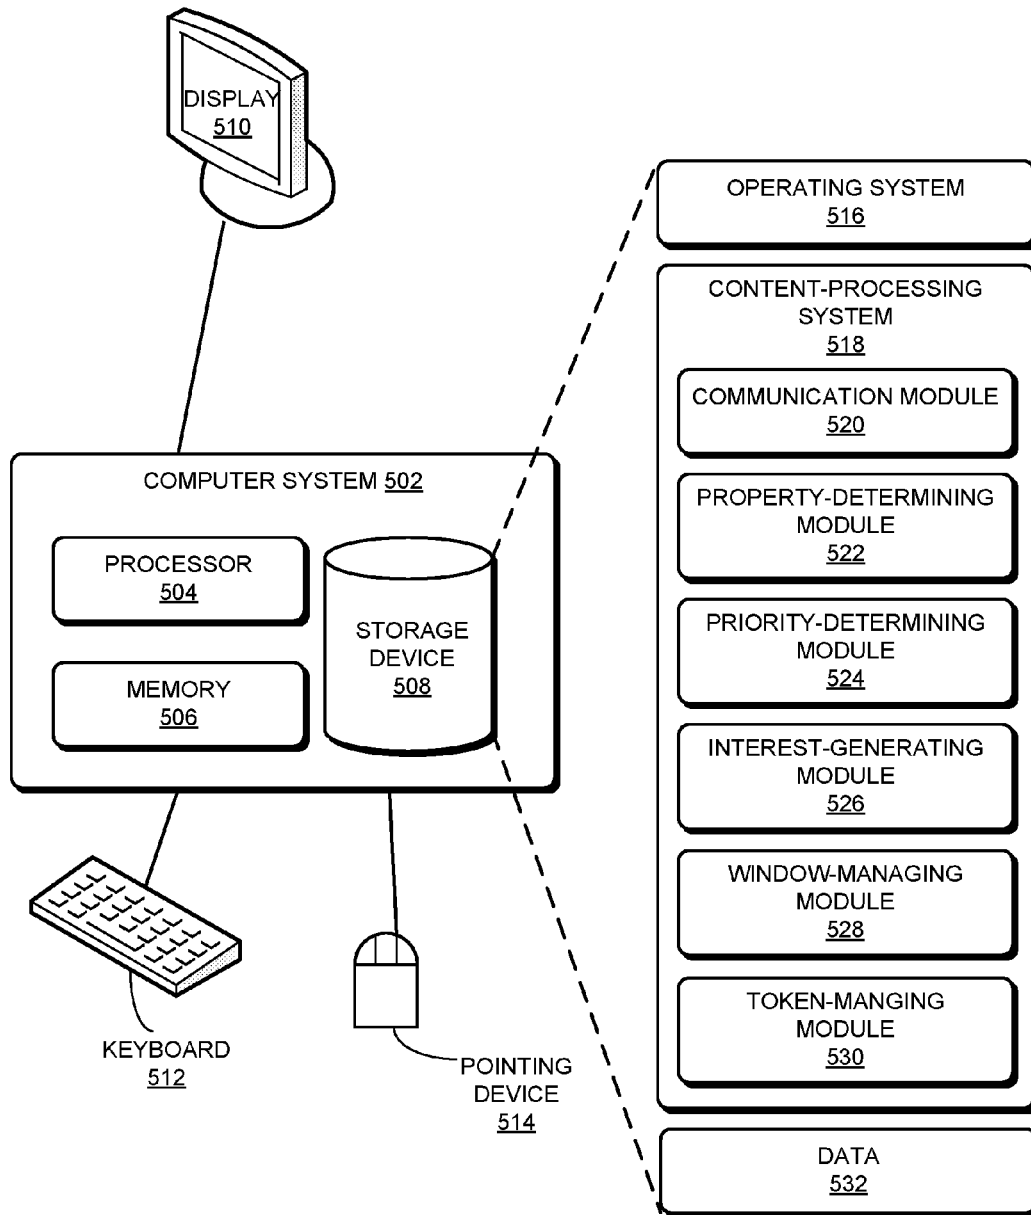 DISPLAY
510
OPERATING SYSTEM
516
CONTENT-PROCESSING
SYSTEM
518
COMMUNICATION MODULE
520
PROPERTY-DETERMINING
MODULE
522
PRIORITY-DETERMINING
MODULE
524
INTEREST-GENERATING
MODULE
526
WINDOW-MANAGING
MODULE
528
TOKEN-MANGING
MODULE
530
DATA
532
COMPUTER SYSTEM 502
PROCESSOR
504
MEMORY
506
STORAGE
DEVICE
508
KEYBOARD
512
POINTING
DEVICE
514